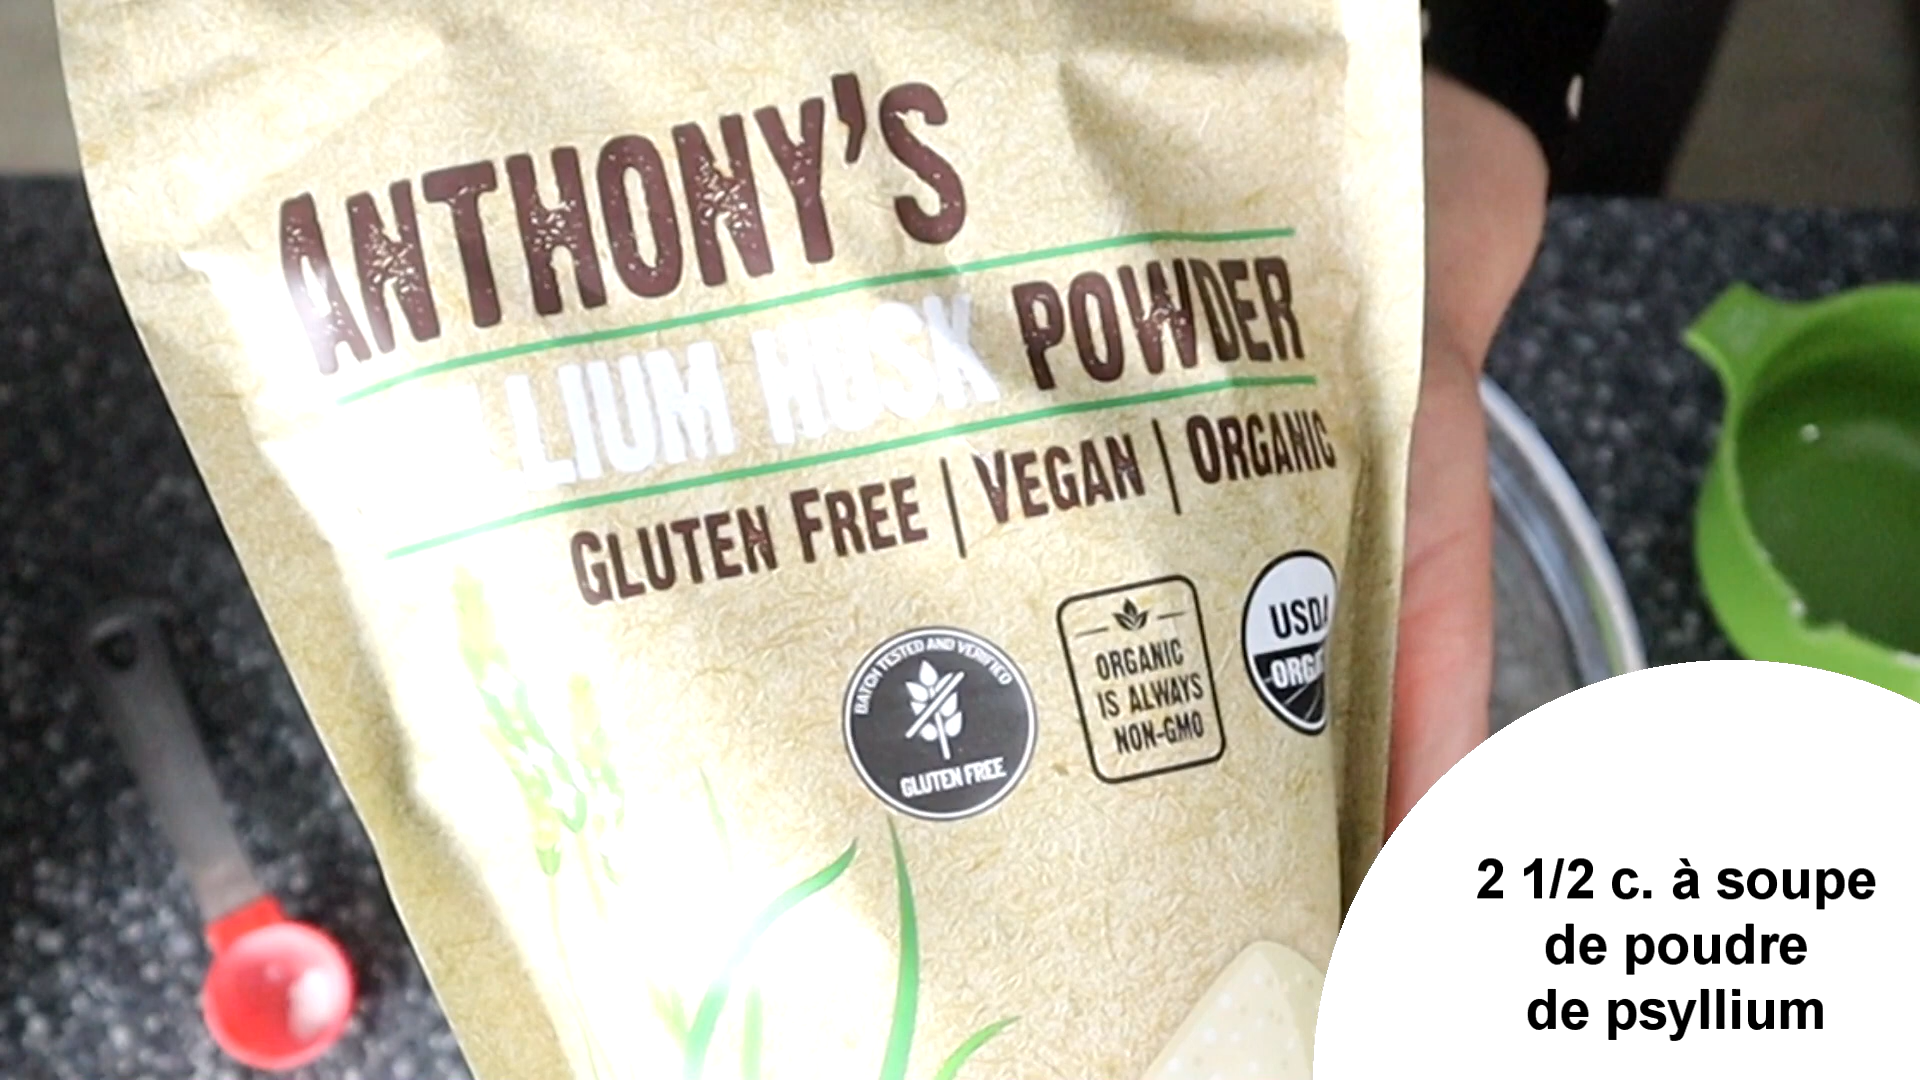 ANTHONY'S
LLIUM HUSK POWDER
GLUTEN FREE | VEGAN | ORGANIC
BATCH TESTED AND VERIFIED
GLUTEN FREE
ORGANIC
IS ALWAYS
NON-GMO
USDA
ORGA
2 1/2 c. à soupe
de poudre
de psyllium